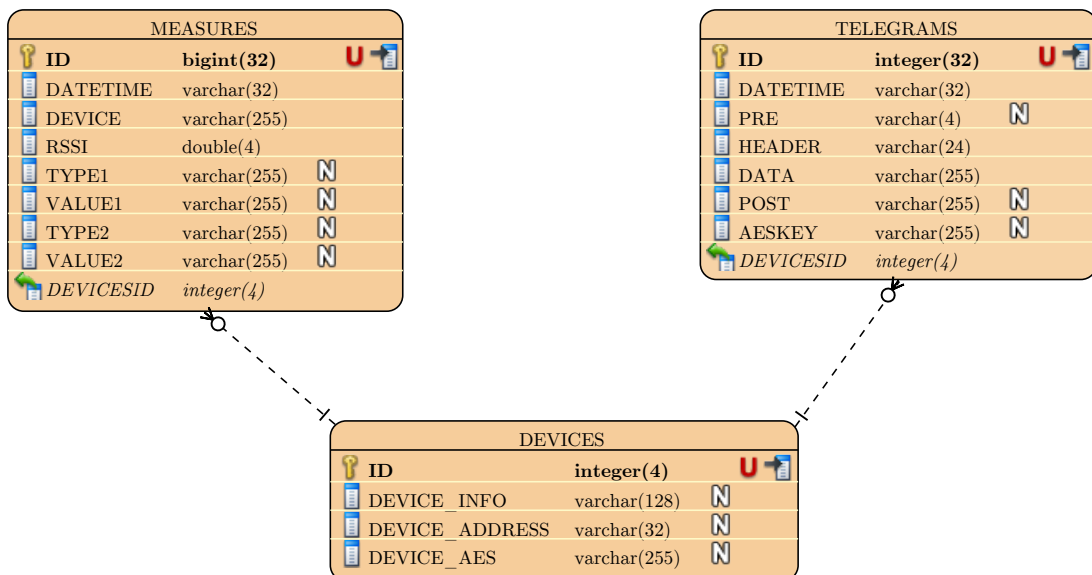 MEASURES
ID bigint(32) U
DATETIME varchar(32)
DEVICE varchar(255)
RSSI double(4)
TYPE1 varchar(255) N
VALUE1 varchar(255) N
TYPE2 varchar(255) N
VALUE2 varchar(255) N
DEVICESID integer(4)
TELEGRAMS
ID integer(32) U
DATETIME varchar(32)
PRE varchar(4) N
HEADER varchar(24)
DATA varchar(255)
POST varchar(255) N
AESKEY varchar(255) N
DEVICESID integer(4)
DEVICES
ID integer(4) U
DEVICE_INFO varchar(128) N
DEVICE_ADDRESS varchar(32) N
DEVICE_AES varchar(255) N